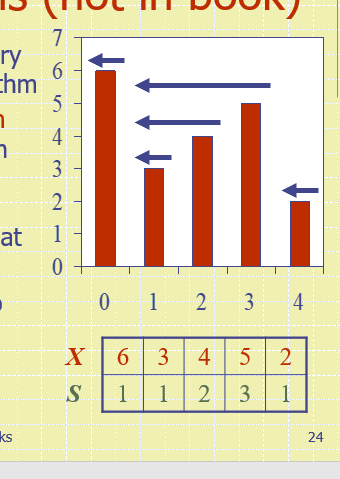 ns (not in book)
ry
thm
n
n
at
7
6
5
4
3
2
1
0
0 1 2 3 4
X 6 3 4 5 2
S 1 1 2 3 1
ks
24